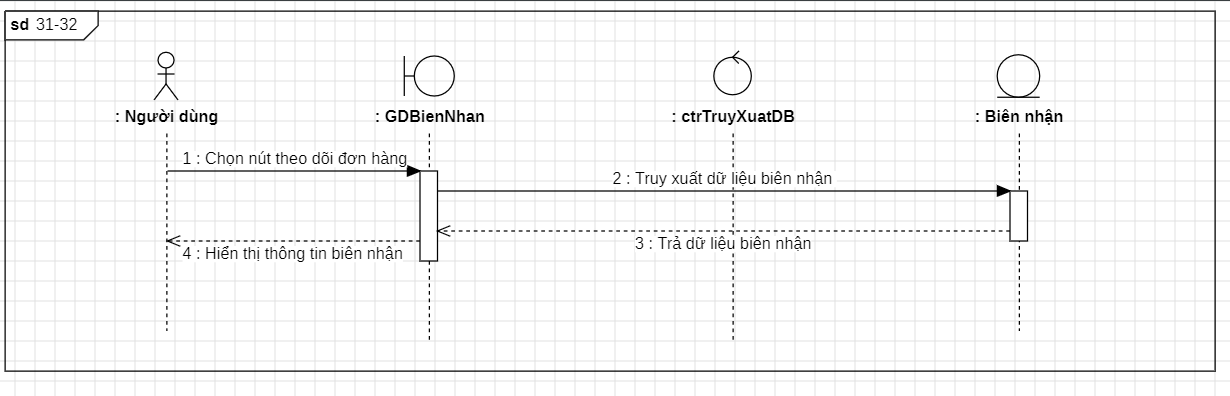 sd 31-32
: Người dùng
: GDBienNhan
: ctrTruyXuatDB
: Biên nhận
1 : Chọn nút theo dõi đơn hàng
2 : Truy xuất dữ liệu biên nhận
3 : Trả dữ liệu biên nhận
4 : Hiển thị thông tin biên nhận